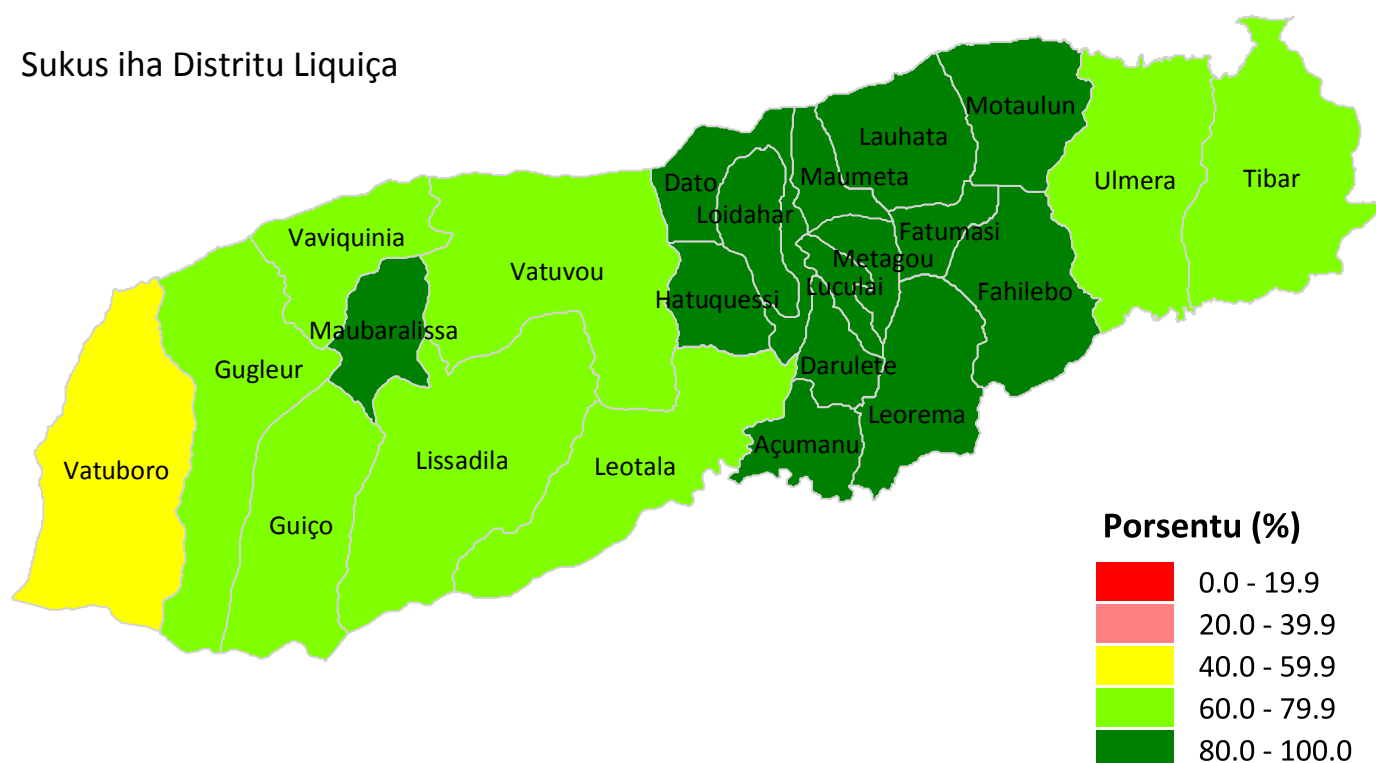 Sukus iha Distritu Liquiça
Motaulun
Lauhata
Maumeta
Dato
Ulmera
Tibar
Loidahar
Fatumasi
Vaviquinia
Metagou
Vatuvou
Luculai
Fahilebo
Hatuquessi
Maubaralissa
Gugleur
Darulete
Leorema
Açumanu
Lissadila
Leotala
Vatuboro
Guiço
Porsentu (%)
0.0 - 19.9
20.0 - 39.9
40.0 - 59.9
60.0 - 79.9
80.0 - 100.0